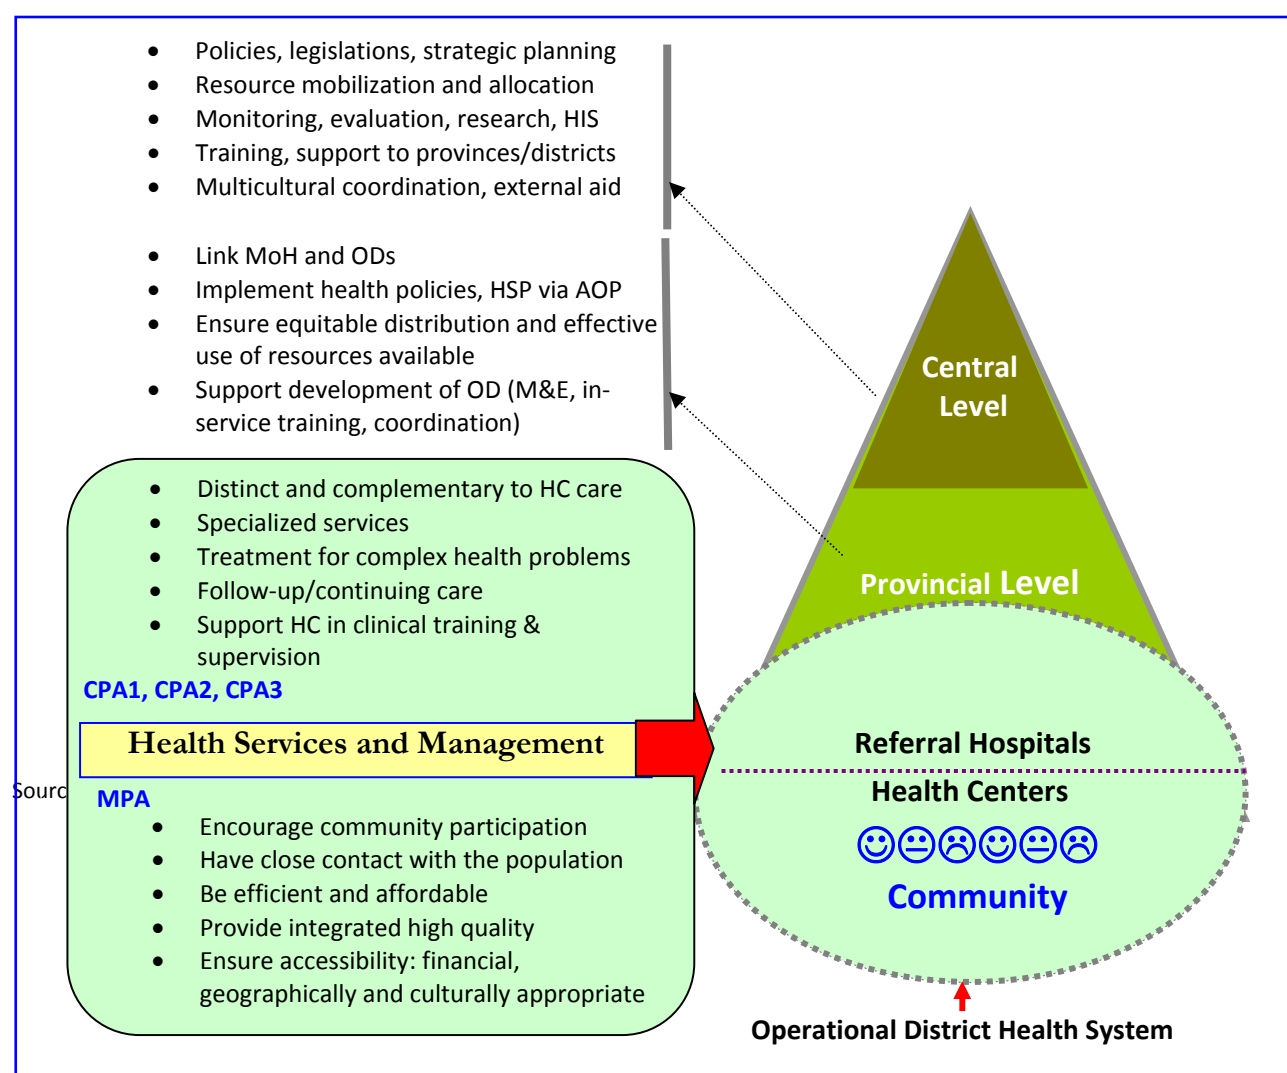 • Policies, legislations, strategic planning
• Resource mobilization and allocation
• Monitoring, evaluation, research, HIS
• Training, support to provinces/districts
• Multicultural coordination, external aid
• Link MoH and ODs
• Implement health policies, HSP via AOP
• Ensure equitable distribution and effective
use of resources available
• Support development of OD (M&E, in-
service training, coordination)
• Distinct and complementary to HC care
• Specialized services
• Treatment for complex health problems
• Follow-up/continuing care
• Support HC in clinical training &
supervision
CPA1, CPA2, CPA3
Health Services and Management
Sourc
MPA
• Encourage community participation
• Have close contact with the population
• Be efficient and affordable
• Provide integrated high quality
• Ensure accessibility: financial,
geographically and culturally appropriate
Central
Level
Provincial Level
Referral Hospitals
Health Centers
Community
Operational District Health System